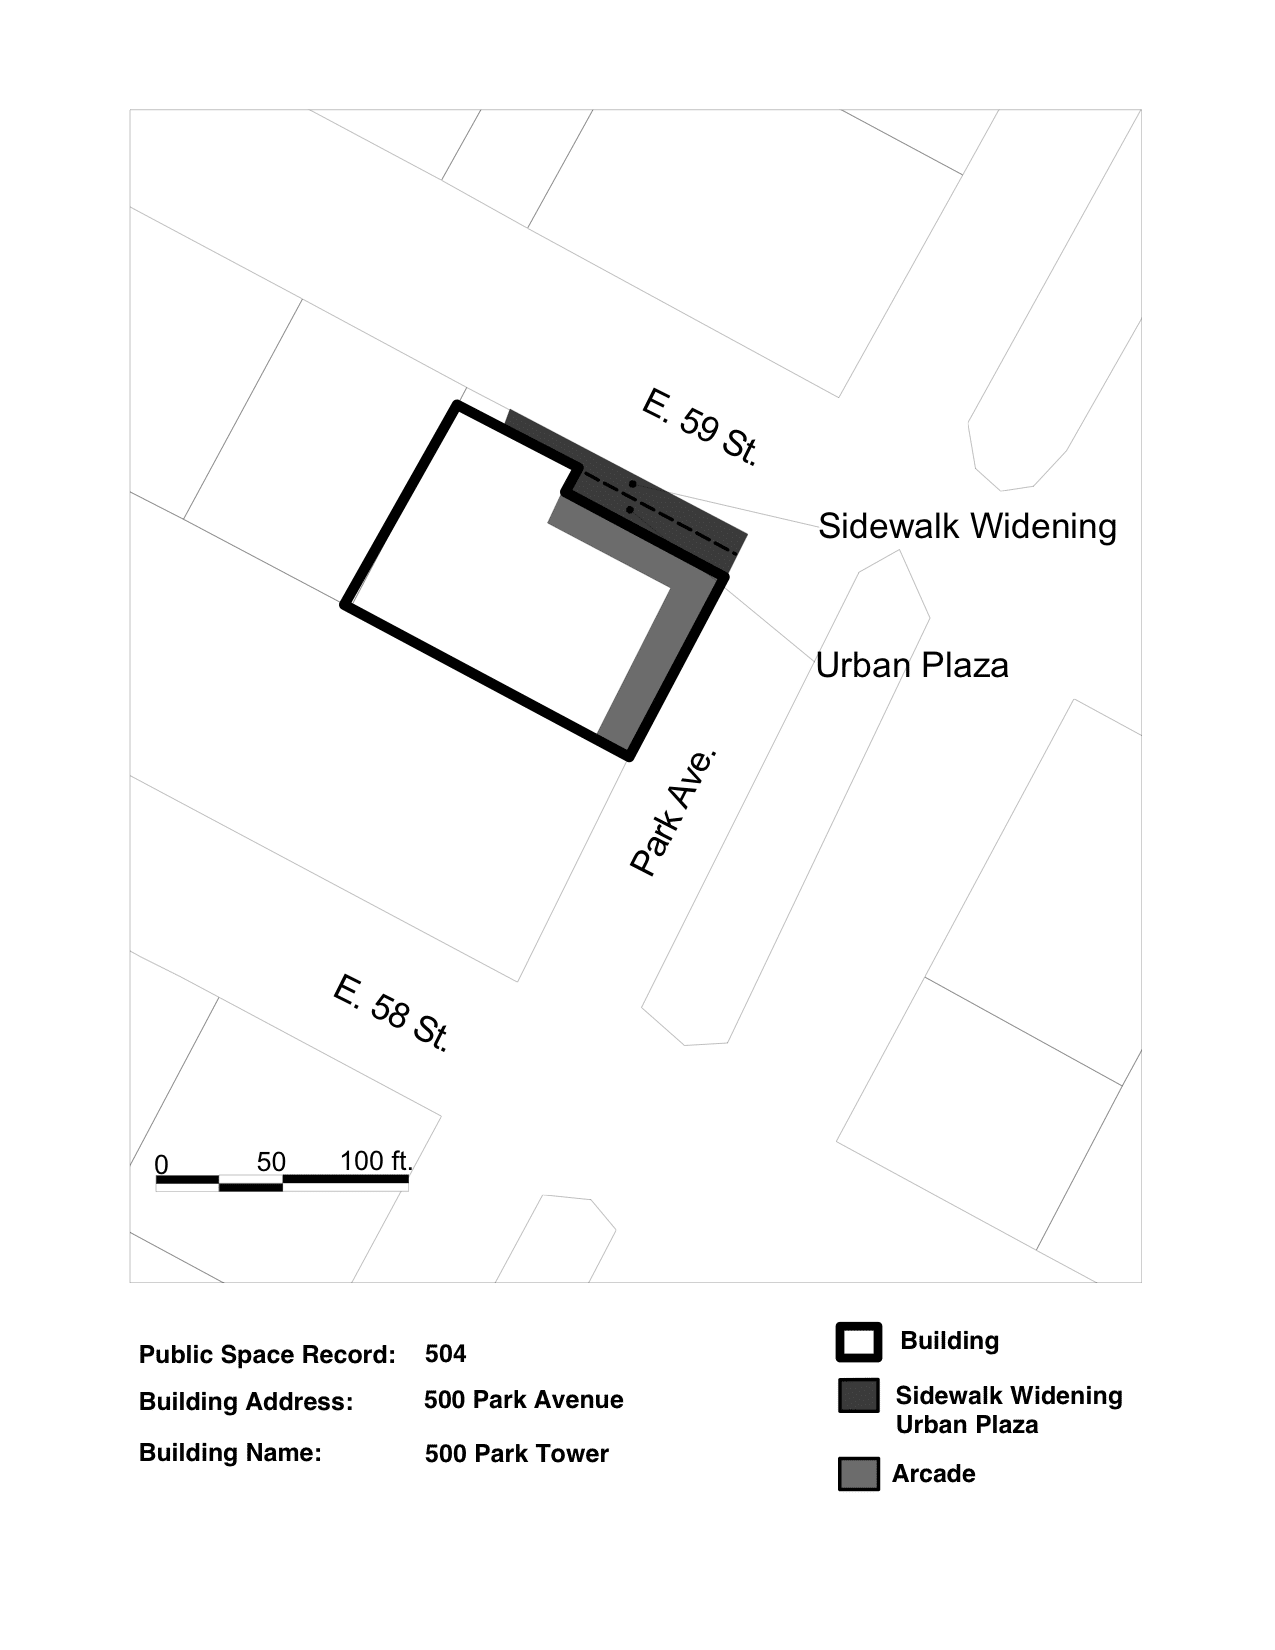 E. 59 St.
Sidewalk Widening
Urban Plaza
Park Ave.
E. 58 St.
0 50 100 ft.
Public Space Record: 504
Building Address: 500 Park Avenue
Building Name: 500 Park Tower
Building
Sidewalk Widening
Urban Plaza
Arcade